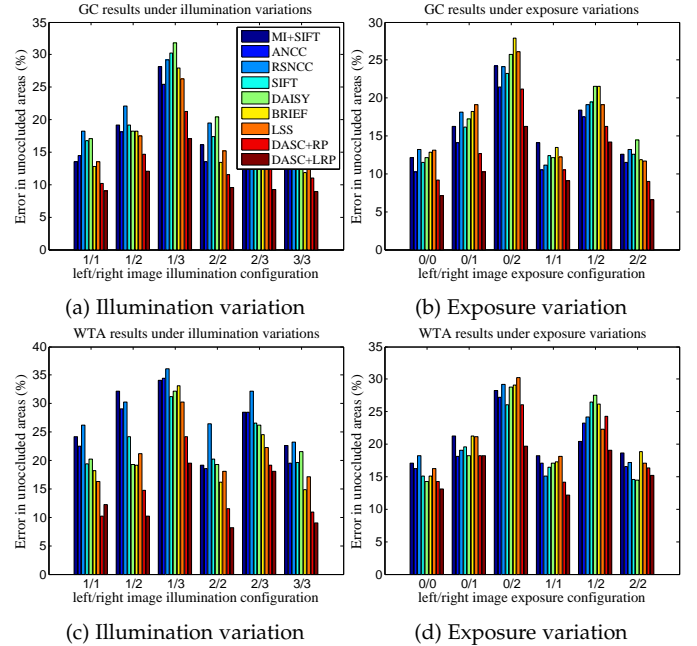 GC results under illumination variations
Error in unoccluded areas (%)
35
30
25
20
15
10
5
0
MI+SIFT
ANCC
RSNCC
SIFT
DAISY
BRIEF
LSS
DASC+RP
DASC+LRP
1/1 1/2 1/3 2/2 2/3 3/3
left/right image illumination configuration
(a) Illumination variation
GC results under exposure variations
Error in unoccluded areas (%)
30
25
20
15
10
5
0
0/0 0/1 0/2 1/1 1/2 2/2
left/right image exposure configuration
(b) Exposure variation
WTA results under illumination variations
Error in unoccluded areas (%)
40
35
30
25
20
15
10
5
0
1/1 1/2 1/3 2/2 2/3 3/3
left/right image illumination configuration
(c) Illumination variation
WTA results under exposure variations
Error in unoccluded areas (%)
35
30
25
20
15
10
5
0
0/0 0/1 0/2 1/1 1/2 2/2
left/right image exposure configuration
(d) Exposure variation